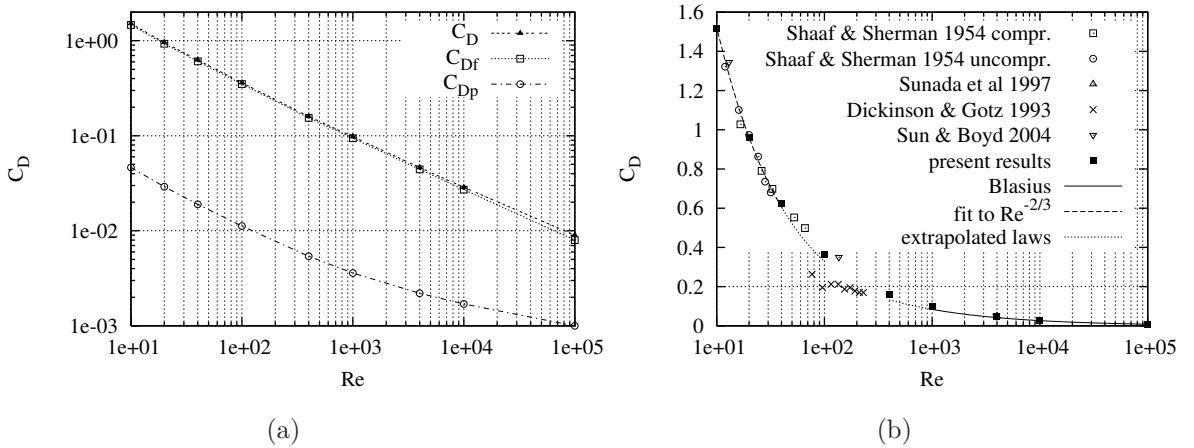 1e+00
1e-01
1e-02
1e-03
C_D
1e+01
1e+02
1e+03
1e+04
1e+05
Re
C_D
C_Df
C_Dp
(a)
1.6
1.4
1.2
1
0.8
0.6
0.4
0.2
0
C_D
1e+01
1e+02
1e+03
1e+04
1e+05
Re
Shaaf & Sherman 1954 compr.
Shaaf & Sherman 1954 uncompr.
Sunada et al 1997
Dickinson & Gotz 1993
Sun & Boyd 2004
present results
Blasius
fit to Re^-2/3
extrapolated laws
(b)